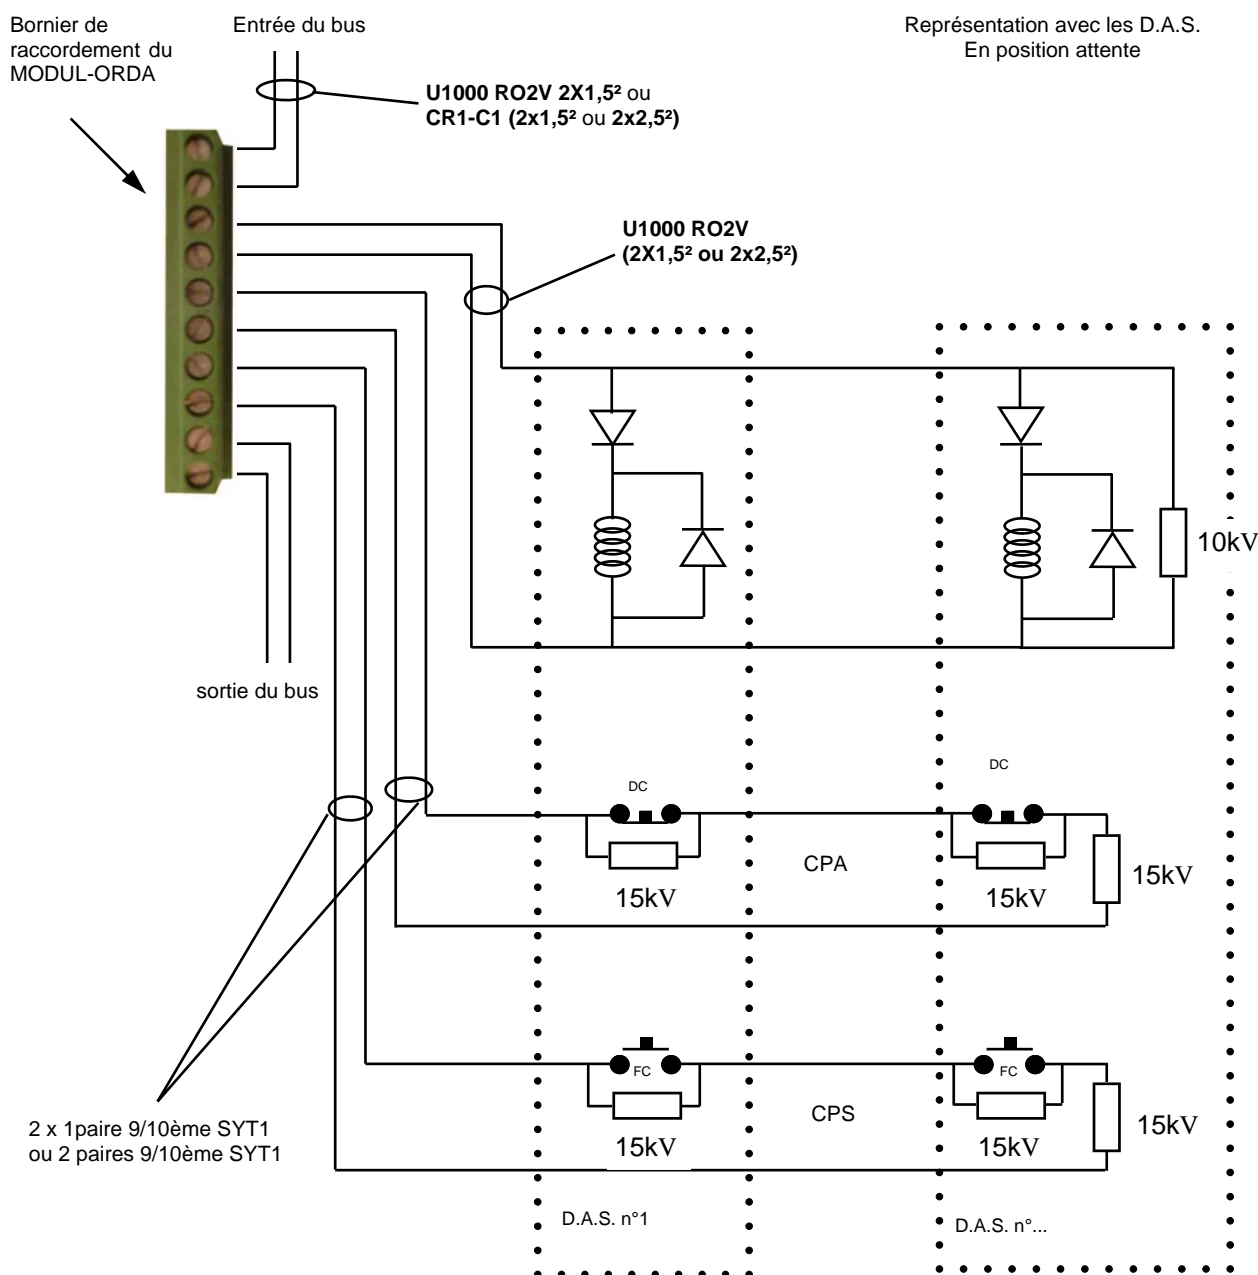 Bornier de
raccordement du
MODUL-ORDA
Entrée du bus
Représentation avec les D.A.S.
En position attente
U1000 RO2V 2X1,5² ou
CR1-C1 (2x1,5² ou 2x2,5²)
U1000 RO2V
(2X1,5² ou 2x2,5²)
10kV
sortie du bus
DC
DC
CPA
15kV
15kV
15kV
FC
FC
CPS
15kV
15kV
15kV
2 x 1paire 9/10ème SYT1
ou 2 paires 9/10ème SYT1
D.A.S. n°1
D.A.S. n°...